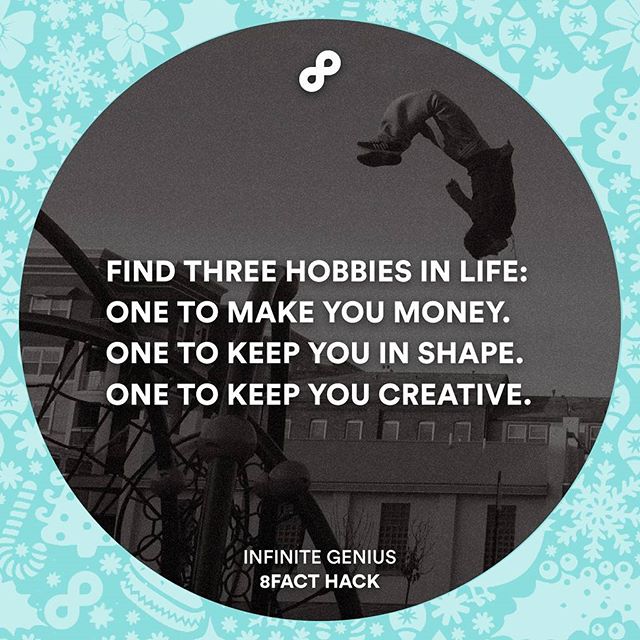 FIND THREE HOBBIES IN LIFE:
ONE TO MAKE YOU MONEY.
ONE TO KEEP YOU IN SHAPE.
ONE TO KEEP YOU CREATIVE.
INFINITE GENIUS
8FACT HACK